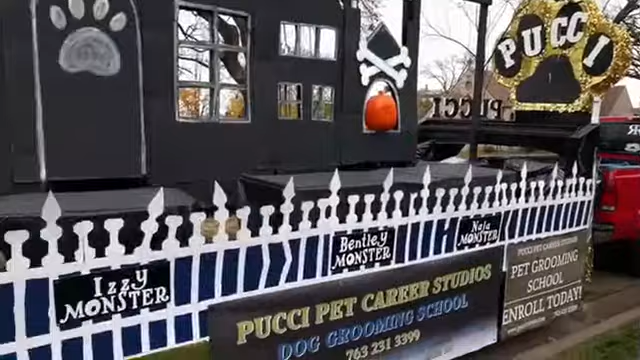 PUCCI
PUCCI
Izzy
MONSTER
Bentley
MONSTER
Nala
MONSTER
PUCCI PET CAREER STUDIOS
DOG GROOMING SCHOOL
763 231 3399
PUCCI PET CAREER STUDIOS
PET GROOMING
SCHOOL
ENROLL TODAY!